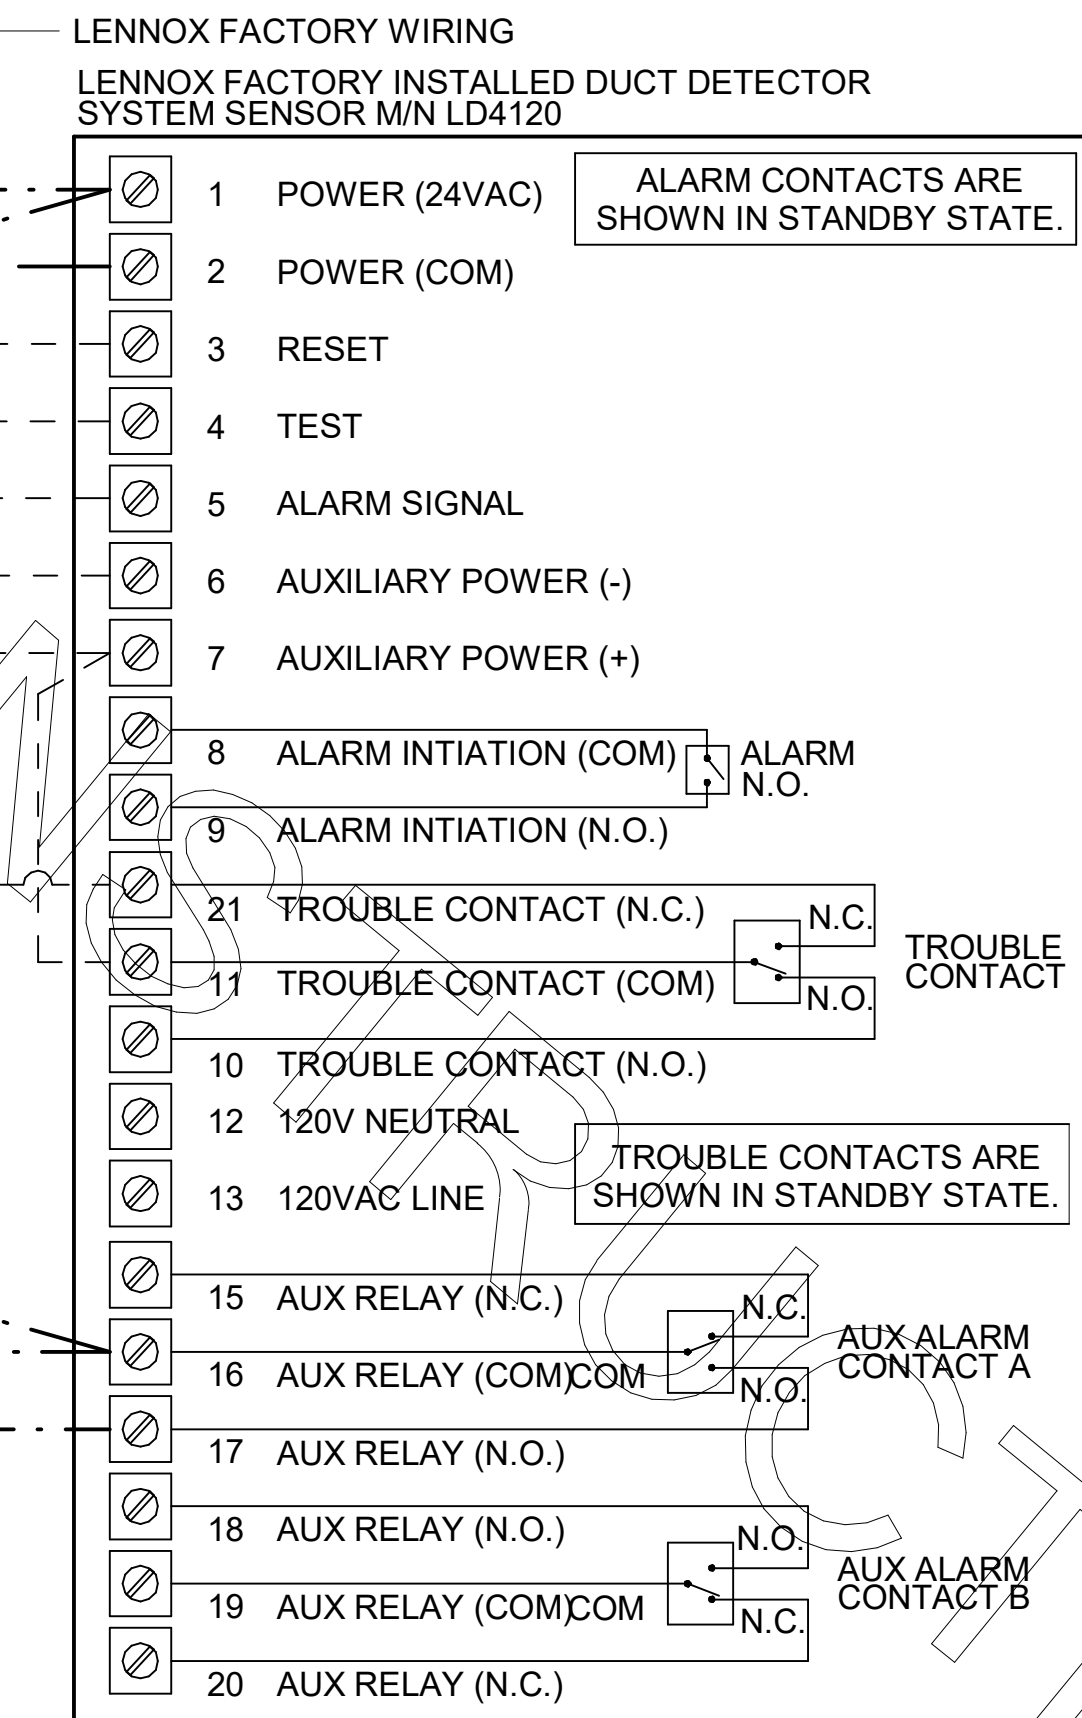 LENNOX FACTORY WIRING
LENNOX FACTORY INSTALLED DUCT DETECTOR
SYSTEM SENSOR M/N LD4120
ALARM CONTACTS ARE
SHOWN IN STANDBY STATE.
1 POWER (24VAC)
2 POWER (COM)
3 RESET
4 TEST
5 ALARM SIGNAL
6 AUXILIARY POWER (-)
7 AUXILIARY POWER (+)
8 ALARM INTIATION (COM)
ALARM
N.O.
9 ALARM INTIATION (N.O.)
21 TROUBLE CONTACT (N.C.)
N.C.
TROUBLE
CONTACT
11 TROUBLE CONTACT (COM)
N.O.
10 TROUBLE CONTACT (N.O.)
12 120V NEUTRAL
TROUBLE CONTACTS ARE
SHOWN IN STANDBY STATE.
13 120VAC LINE
15 AUX RELAY (N.C.)
N.C.
AUX ALARM
CONTACT A
16 AUX RELAY (COM)
COM
N.O.
17 AUX RELAY (N.O.)
18 AUX RELAY (N.O.)
N.O.
AUX ALARM
CONTACT B
19 AUX RELAY (COM)
COM
N.C.
20 AUX RELAY (N.C.)